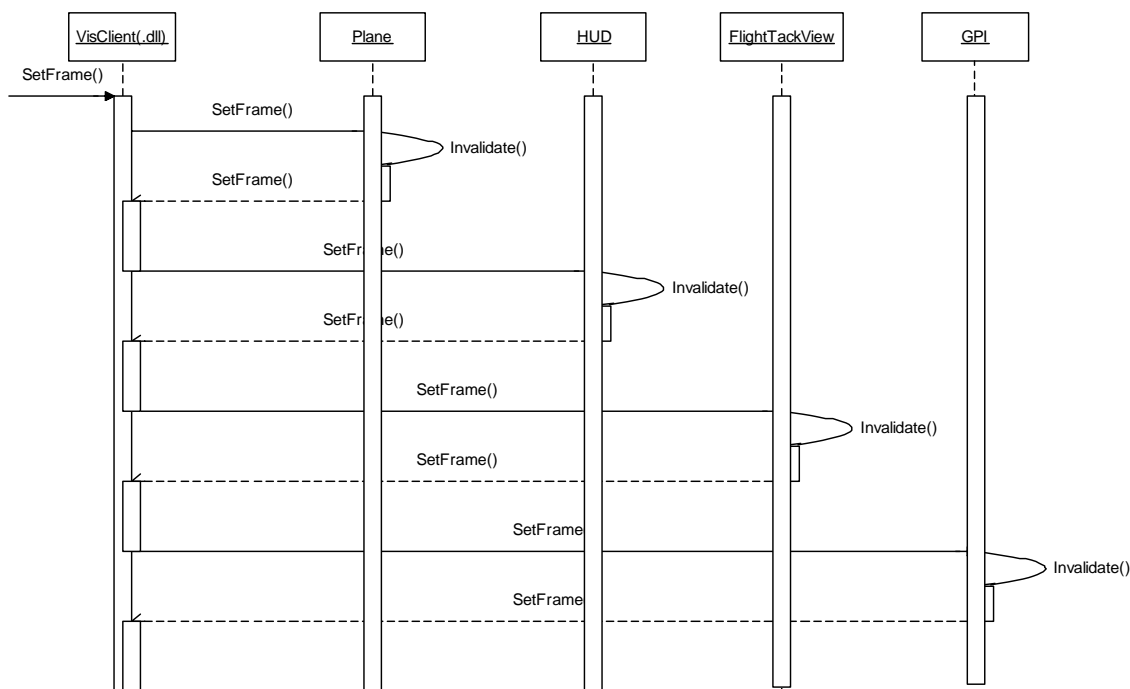 VisClient(.dll)
Plane
HUD
FlightTackView
GPI
SetFrame()
SetFrame()
Invalidate()
SetFrame()
SetFrame()
Invalidate()
SetFrame()
SetFrame()
Invalidate()
SetFrame()
SetFrame
Invalidate()
SetFrame